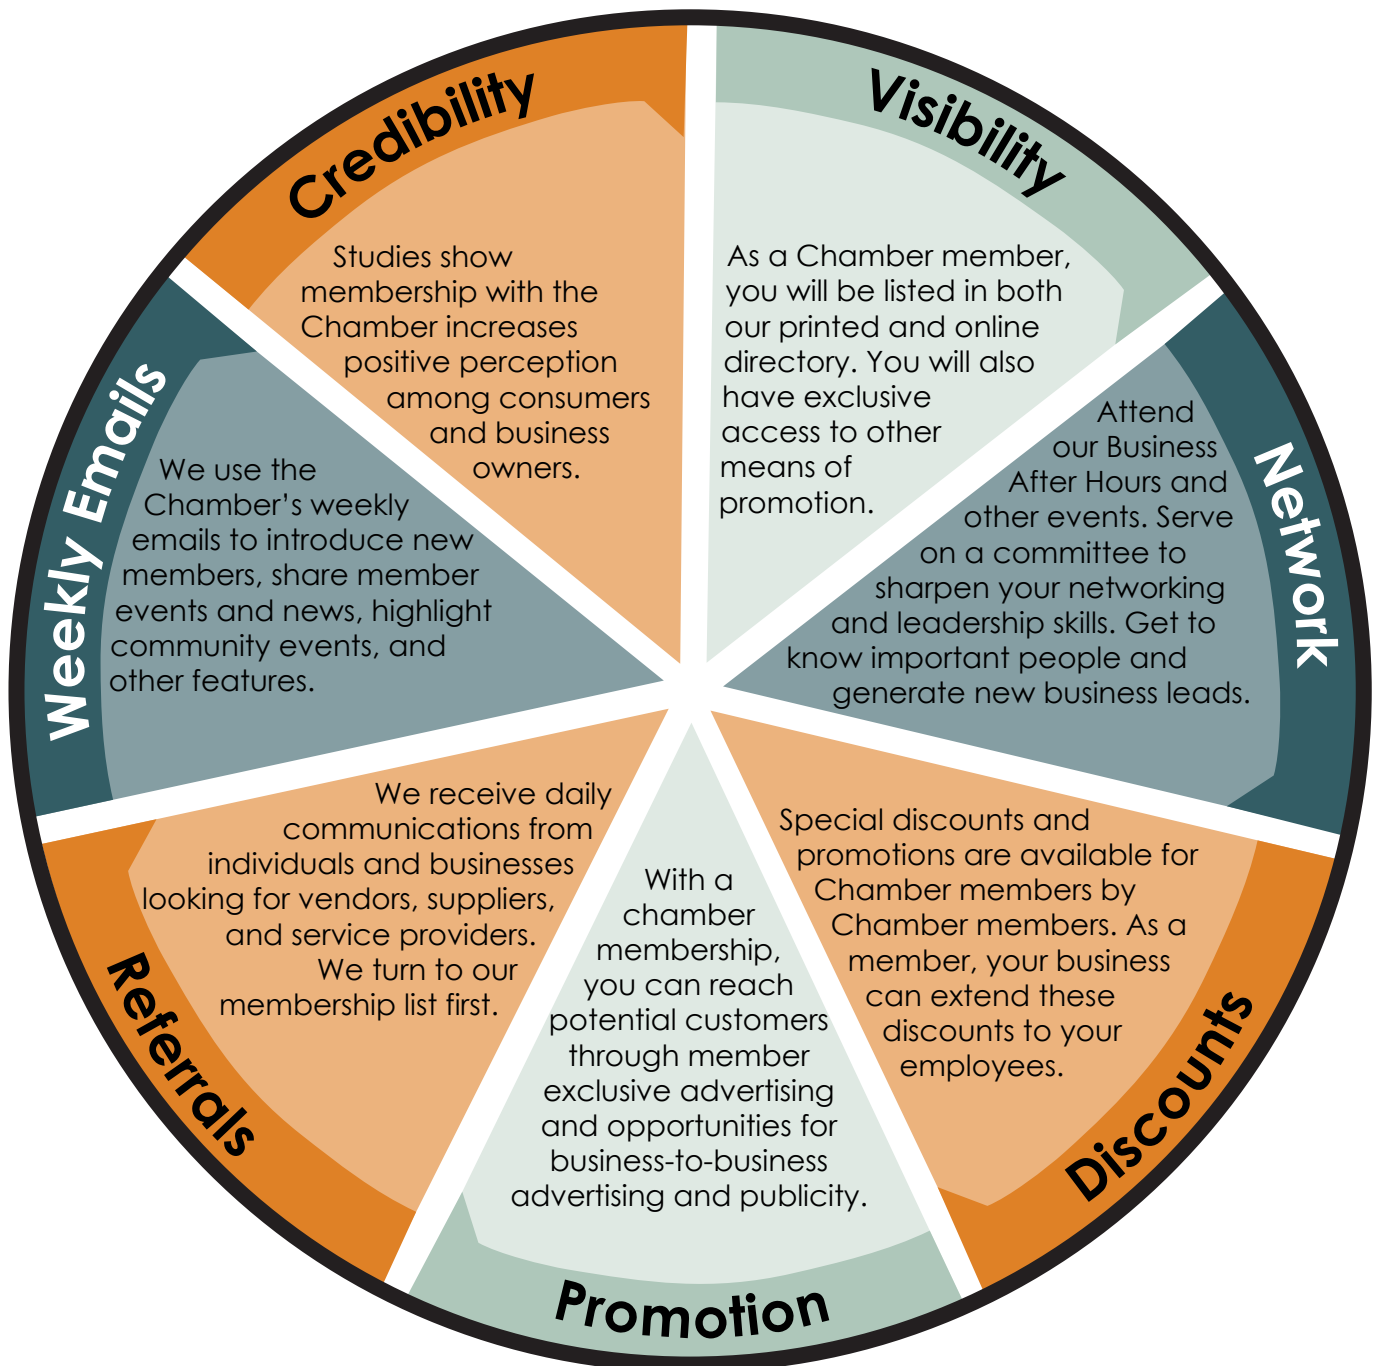 Credibility
Studies show
membership with the
Chamber increases
positive perception
among consumers
and business
owners.
Visibility
As a Chamber member,
you will be listed in both
our printed and online
directory. You will also
have exclusive
access to other
means of
promotion.
Network
Attend
our Business
After Hours and
other events. Serve
on a committee to
sharpen your networking
and leadership skills. Get to
know important people and
generate new business leads.
Discounts
Special discounts and
promotions are available for
Chamber members by
Chamber members. As a
member, your business
can extend these
discounts to your
employees.
Promotion
With a
chamber
membership,
you can reach
potential customers
through member
exclusive advertising
and opportunities for
business-to-business
advertising and publicity.
Referrals
We receive daily
communications from
individuals and businesses
looking for vendors, suppliers,
and service providers.
We turn to our
membership list first.
Weekly Emails
We use the
Chamber’s weekly
emails to introduce new
members, share member
events and news, highlight
community events, and
other features.